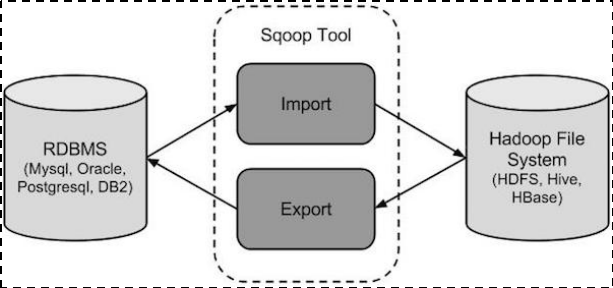 Sqoop Tool
Import
RDBMS
(Mysql, Oracle,
Postgresql, DB2)
Hadoop File
System
(HDFS, Hive,
HBase)
Export